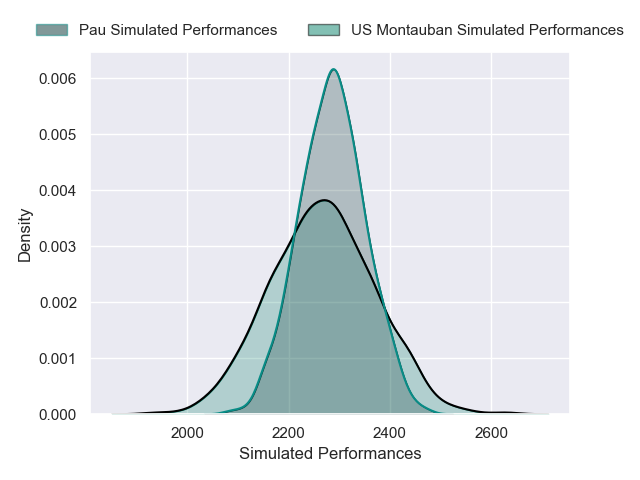 Pau Simulated Performances US Montauban Simulated Performances
0.006
0.005
0.004
0.003
0.002
0.001
0.000
Density
2000 2200 2400 2600
Simulated Performances